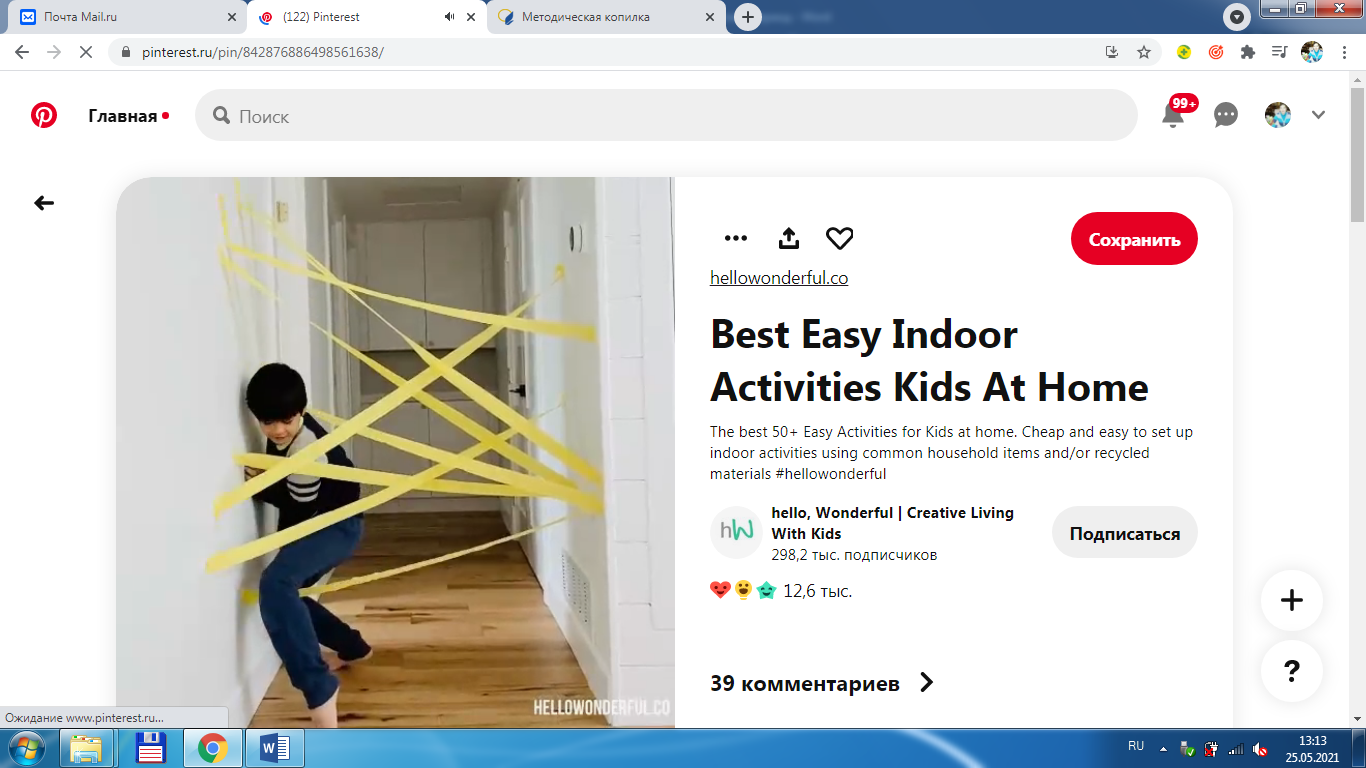 Почта Mail.ru
(122) Pinterest
Методическая копилка
pinterest.ru/pin/842876886498561638/
Главная
Поиск
99+
Сохранить
hellowonderful.co
Best Easy Indoor
Activities Kids At Home
The best 50+ Easy Activities for Kids at home. Cheap and easy to set up
indoor activities using common household items and/or recycled
materials #hellowonderful
hW
hello, Wonderful | Creative Living
With Kids
298,2 тыс. подписчиков
Подписаться
12,6 тыс.
39 комментариев
?
HELLOWONDERFUL.CO
Ожидание www.pinterest.ru...
RU
13:13
25.05.2021